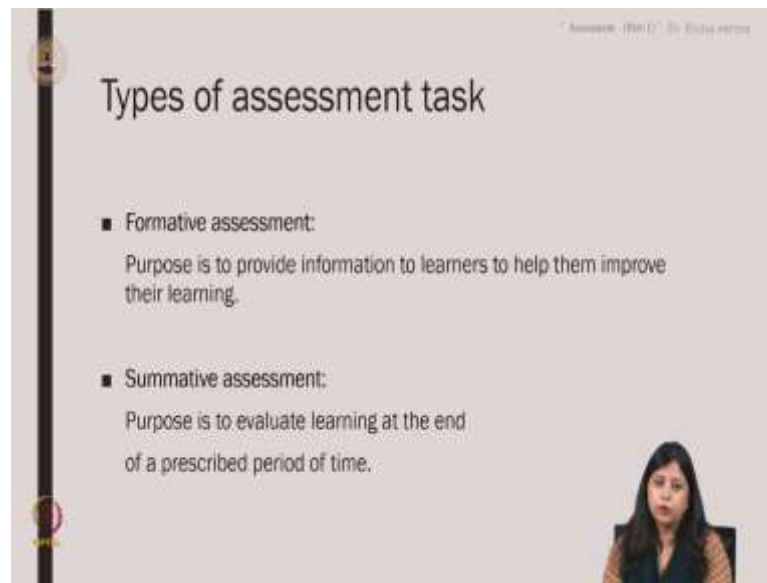 Types of assessment task
■ Formative assessment:
Purpose is to provide information to learners to help them improve
their learning.
■ Summative assessment:
Purpose is to evaluate learning at the end
of a prescribed period of time.